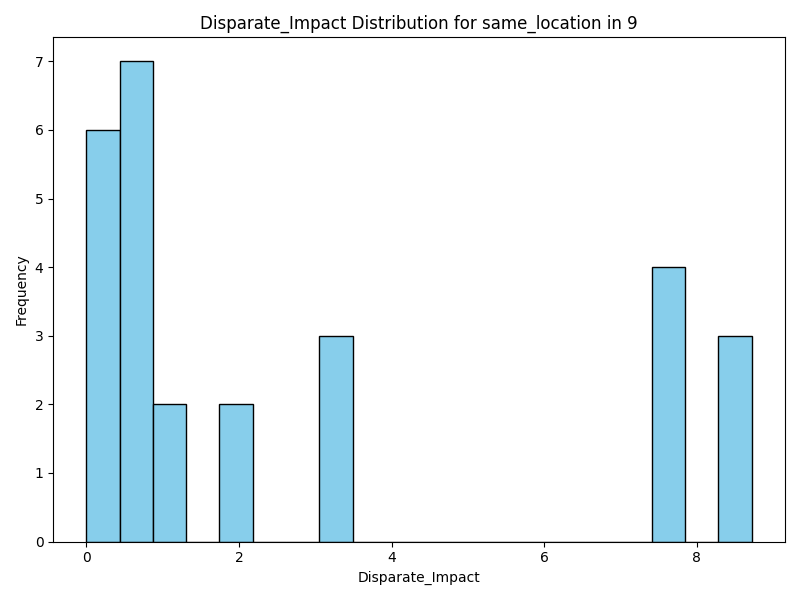 Disparate_Impact Distribution for same_location in 9
7
6
5
4
3
2
1
0
Frequency
0 2 4 6 8
Disparate_Impact